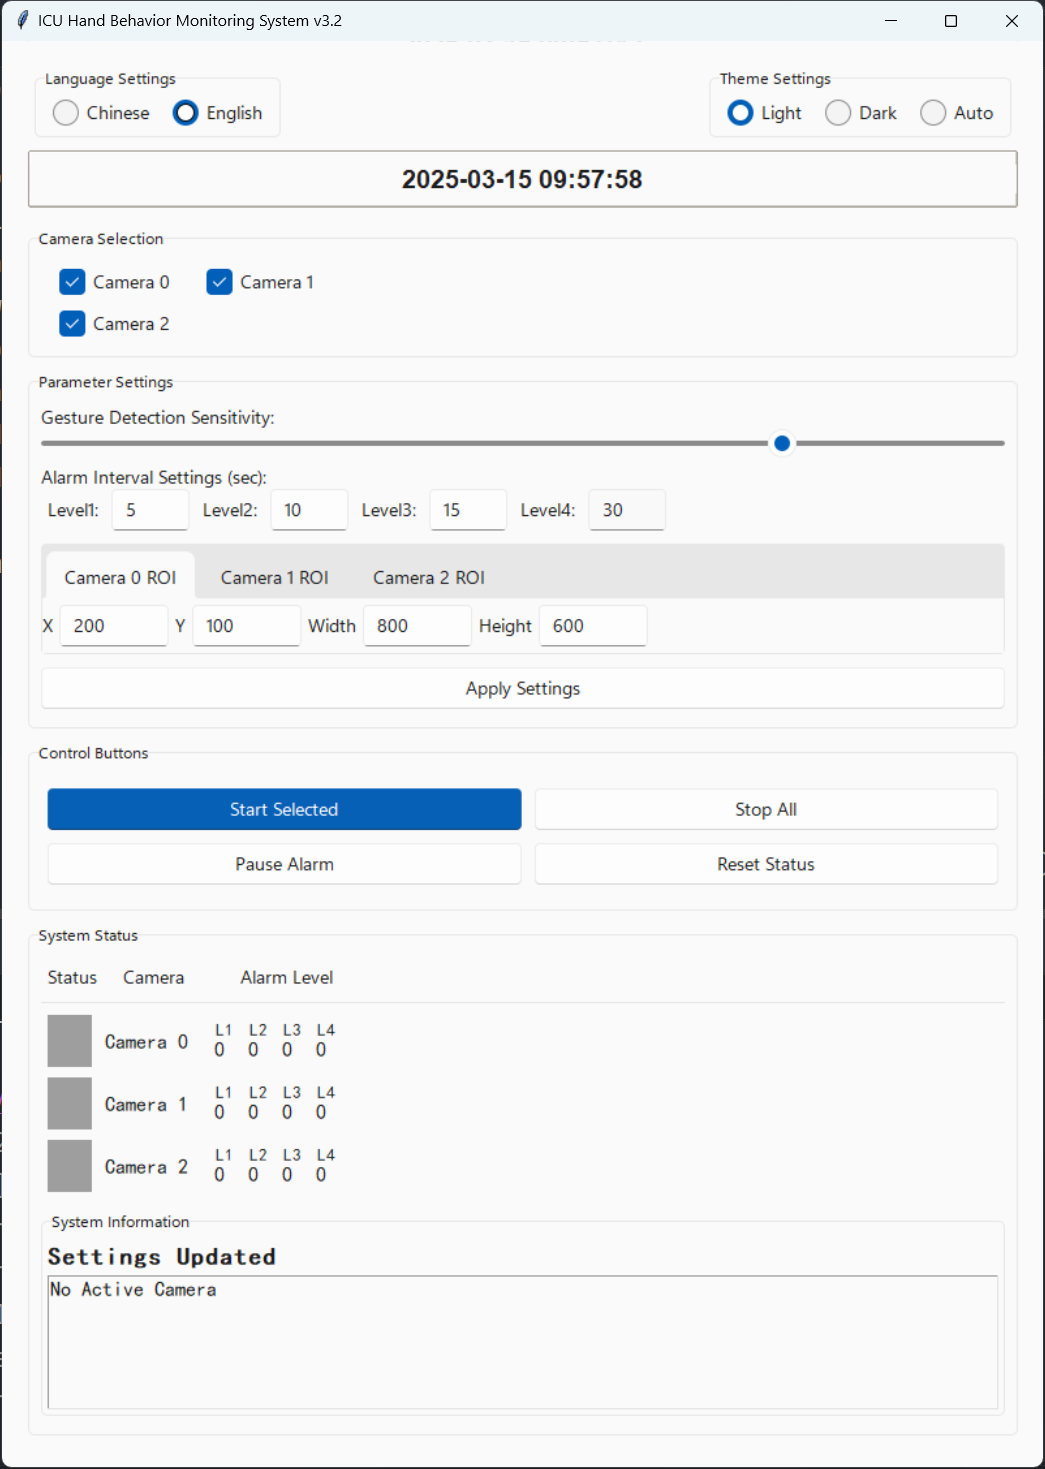 ICU Hand Behavior Monitoring System v3.2
Language Settings
Theme Settings
Chinese English
Light Dark Auto
2025-03-15 09:57:58
Camera Selection
Camera 0 Camera 1
Camera 2
Parameter Settings
Gesture Detection Sensitivity:
Alarm Interval Settings (sec):
Level1: 5 Level2: 10 Level3: 15 Level4: 30
Camera 0 ROI Camera 1 ROI Camera 2 ROI
X 200 Y 100 Width 800 Height 600
Apply Settings
Control Buttons
Start Selected Stop All
Pause Alarm Reset Status
System Status
Status Camera Alarm Level
L1 L2 L3 L4
Camera 0
0 0 0 0
L1 L2 L3 L4
Camera 1
0 0 0 0
L1 L2 L3 L4
Camera 2
0 0 0 0
System Information
Settings Updated
No Active Camera